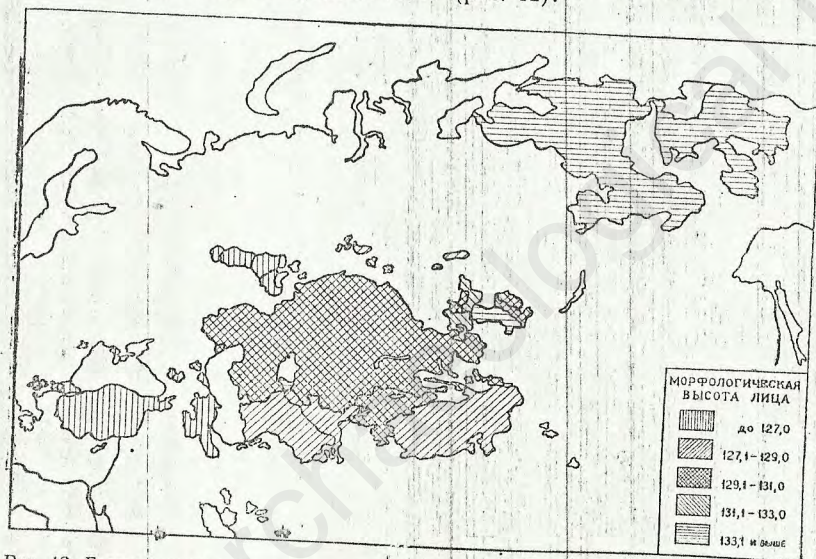 МОРФОЛОГИЧЕСКАЯ
ВЫСОТА ЛИЦА
до 127,0
127,1-129,0
129,1-131,0
131,1-133,0
133,1 и выше